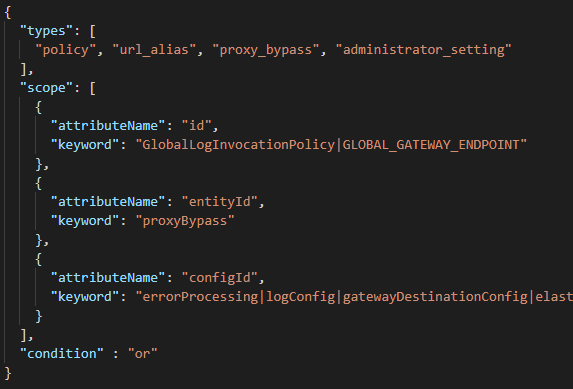 {
"types": [
"policy", "url_alias", "proxy_bypass", "administrator_setting"
],
"scope": [
{
"attributeName": "id",
"keyword": "GlobalLogInvocationPolicy|GLOBAL_GATEWAY_ENDPOINT"
},
{
"attributeName": "entityId",
"keyword": "proxyBypass"
},
{
"attributeName": "configId",
"keyword": "errorProcessing|logConfig|gatewayDestinationConfig|elast
}
],
"condition" : "or"
}